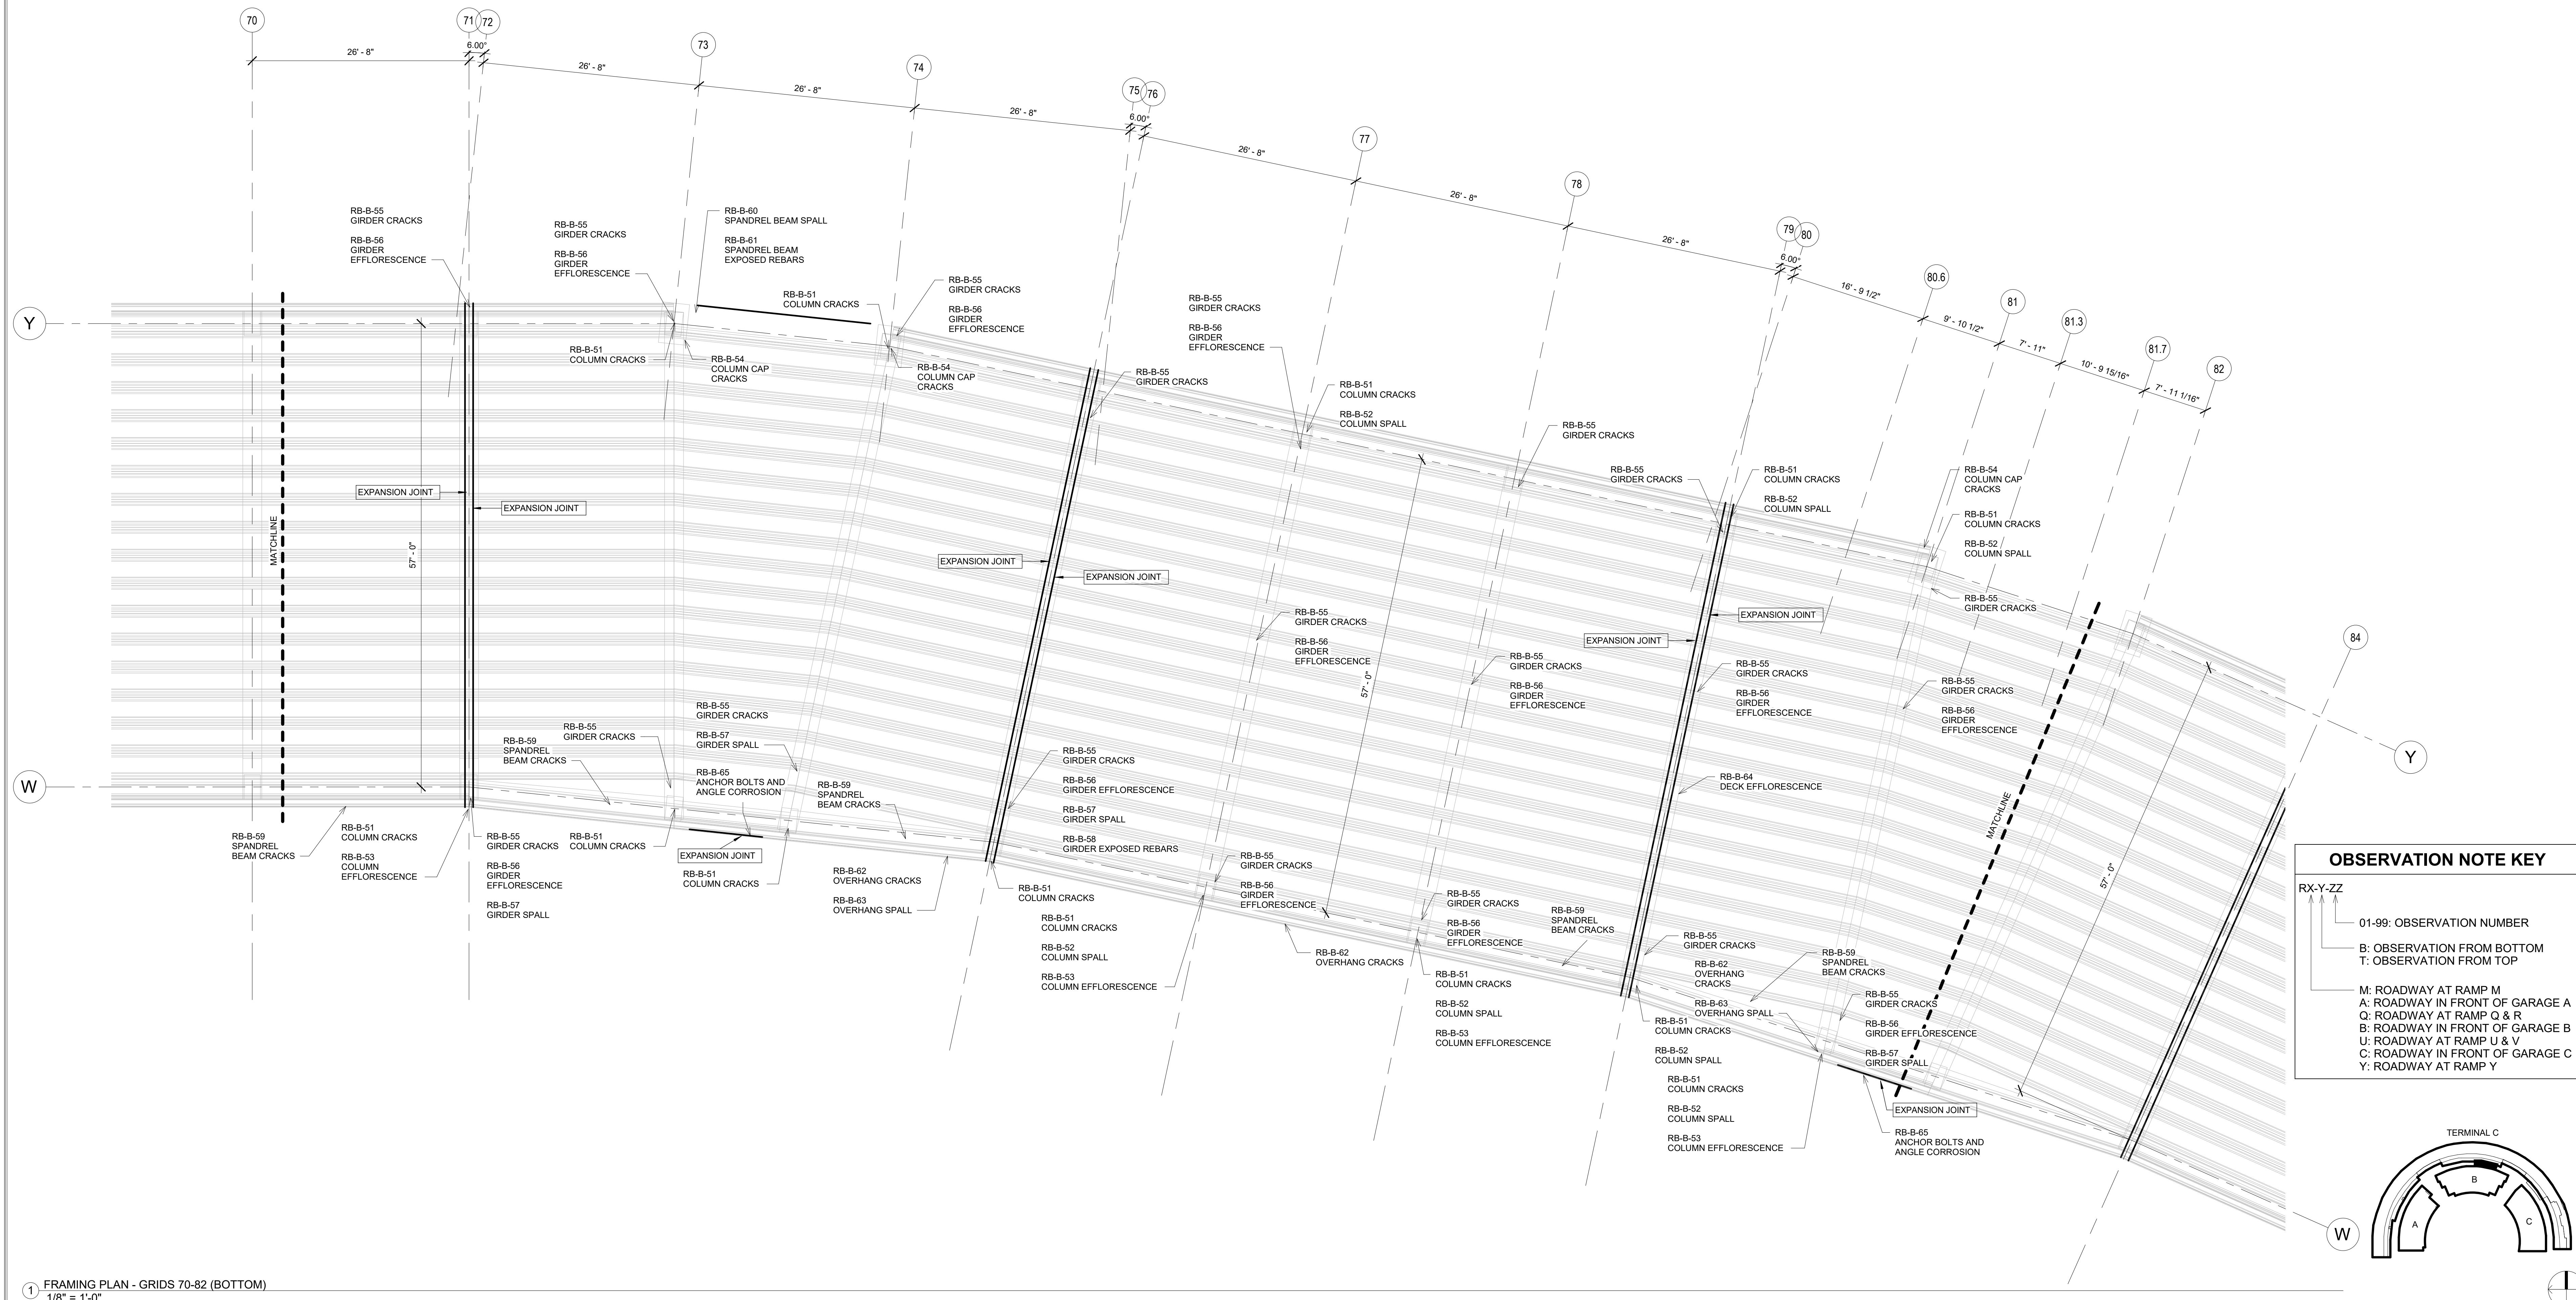 70
71
72
73
74
75
76
77
78
79
80
80.6
81
81.3
81.7
82
84
26' - 8"
6.00°
26' - 8"
26' - 8"
26' - 8"
6.00°
26' - 8"
26' - 8"
26' - 8"
6.00°
16' - 9 1/2"
9' - 10 1/2"
7' - 11"
10' - 9 15/16"
7' - 11 1/16"
Y
W
RB-B-55
GIRDER CRACKS
RB-B-56
GIRDER
EFFLORESCENCE
RB-B-55
GIRDER CRACKS
RB-B-56
GIRDER
EFFLORESCENCE
RB-B-60
SPANDREL BEAM SPALL
RB-B-61
SPANDREL BEAM
EXPOSED REBARS
RB-B-51
COLUMN CRACKS
RB-B-55
GIRDER CRACKS
RB-B-56
GIRDER
EFFLORESCENCE
RB-B-55
GIRDER CRACKS
RB-B-56
GIRDER
EFFLORESCENCE
RB-B-51
COLUMN CRACKS
RB-B-54
COLUMN CAP
CRACKS
RB-B-54
COLUMN CAP
CRACKS
RB-B-55
GIRDER CRACKS
RB-B-51
COLUMN CRACKS
RB-B-52
COLUMN SPALL
RB-B-55
GIRDER CRACKS
RB-B-55
GIRDER CRACKS
RB-B-51
COLUMN CRACKS
RB-B-52
COLUMN SPALL
RB-B-54
COLUMN CAP
CRACKS
RB-B-51
COLUMN CRACKS
RB-B-52
COLUMN SPALL
RB-B-55
GIRDER CRACKS
EXPANSION JOINT
EXPANSION JOINT
MATCHLINE
57' - 0"
EXPANSION JOINT
EXPANSION JOINT
EXPANSION JOINT
EXPANSION JOINT
RB-B-55
GIRDER CRACKS
RB-B-56
GIRDER
EFFLORESCENCE
57' - 0"
RB-B-55
GIRDER CRACKS
RB-B-56
GIRDER
EFFLORESCENCE
RB-B-55
GIRDER CRACKS
RB-B-56
GIRDER
EFFLORESCENCE
RB-B-55
GIRDER CRACKS
RB-B-56
GIRDER
EFFLORESCENCE
RB-B-64
DECK EFFLORESCENCE
MATCHLINE
57' - 0"
Y
W
RB-B-59
SPANDREL
BEAM CRACKS
RB-B-55
GIRDER CRACKS
RB-B-55
GIRDER CRACKS
RB-B-57
GIRDER SPALL
RB-B-65
ANCHOR BOLTS AND
ANGLE CORROSION
RB-B-59
SPANDREL
BEAM CRACKS
RB-B-55
GIRDER CRACKS
RB-B-56
GIRDER EFFLORESCENCE
RB-B-57
GIRDER SPALL
RB-B-58
GIRDER EXPOSED REBARS
RB-B-59
SPANDREL
BEAM CRACKS
RB-B-51
COLUMN CRACKS
RB-B-53
COLUMN
EFFLORESCENCE
RB-B-55
GIRDER CRACKS
RB-B-56
GIRDER
EFFLORESCENCE
RB-B-57
GIRDER SPALL
RB-B-51
COLUMN CRACKS
EXPANSION JOINT
RB-B-51
COLUMN CRACKS
RB-B-62
OVERHANG CRACKS
RB-B-63
OVERHANG SPALL
RB-B-51
COLUMN CRACKS
RB-B-51
COLUMN CRACKS
RB-B-52
COLUMN SPALL
RB-B-53
COLUMN EFFLORESCENCE
RB-B-55
GIRDER CRACKS
RB-B-56
GIRDER
EFFLORESCENCE
RB-B-62
OVERHANG CRACKS
RB-B-55
GIRDER CRACKS
RB-B-56
GIRDER
EFFLORESCENCE
RB-B-51
COLUMN CRACKS
RB-B-52
COLUMN SPALL
RB-B-53
COLUMN EFFLORESCENCE
RB-B-59
SPANDREL
BEAM CRACKS
RB-B-55
GIRDER CRACKS
RB-B-62
OVERHANG
CRACKS
RB-B-63
OVERHANG SPALL
RB-B-51
COLUMN CRACKS
RB-B-52
COLUMN SPALL
RB-B-51
COLUMN CRACKS
RB-B-52
COLUMN SPALL
RB-B-53
COLUMN EFFLORESCENCE
RB-B-59
SPANDREL
BEAM CRACKS
RB-B-55
GIRDER CRACKS
RB-B-56
GIRDER EFFLORESCENCE
RB-B-57
GIRDER SPALL
EXPANSION JOINT
RB-B-65
ANCHOR BOLTS AND
ANGLE CORROSION
OBSERVATION NOTE KEY
RX-Y-ZZ
01-99: OBSERVATION NUMBER
B: OBSERVATION FROM BOTTOM
T: OBSERVATION FROM TOP
M: ROADWAY AT RAMP M
A: ROADWAY IN FRONT OF GARAGE A
Q: ROADWAY AT RAMP Q & R
B: ROADWAY IN FRONT OF GARAGE B
U: ROADWAY AT RAMP U & V
C: ROADWAY IN FRONT OF GARAGE C
Y: ROADWAY AT RAMP Y
TERMINAL C
B
A
C
1
FRAMING PLAN - GRIDS 70-82 (BOTTOM)
1/8" = 1'-0"